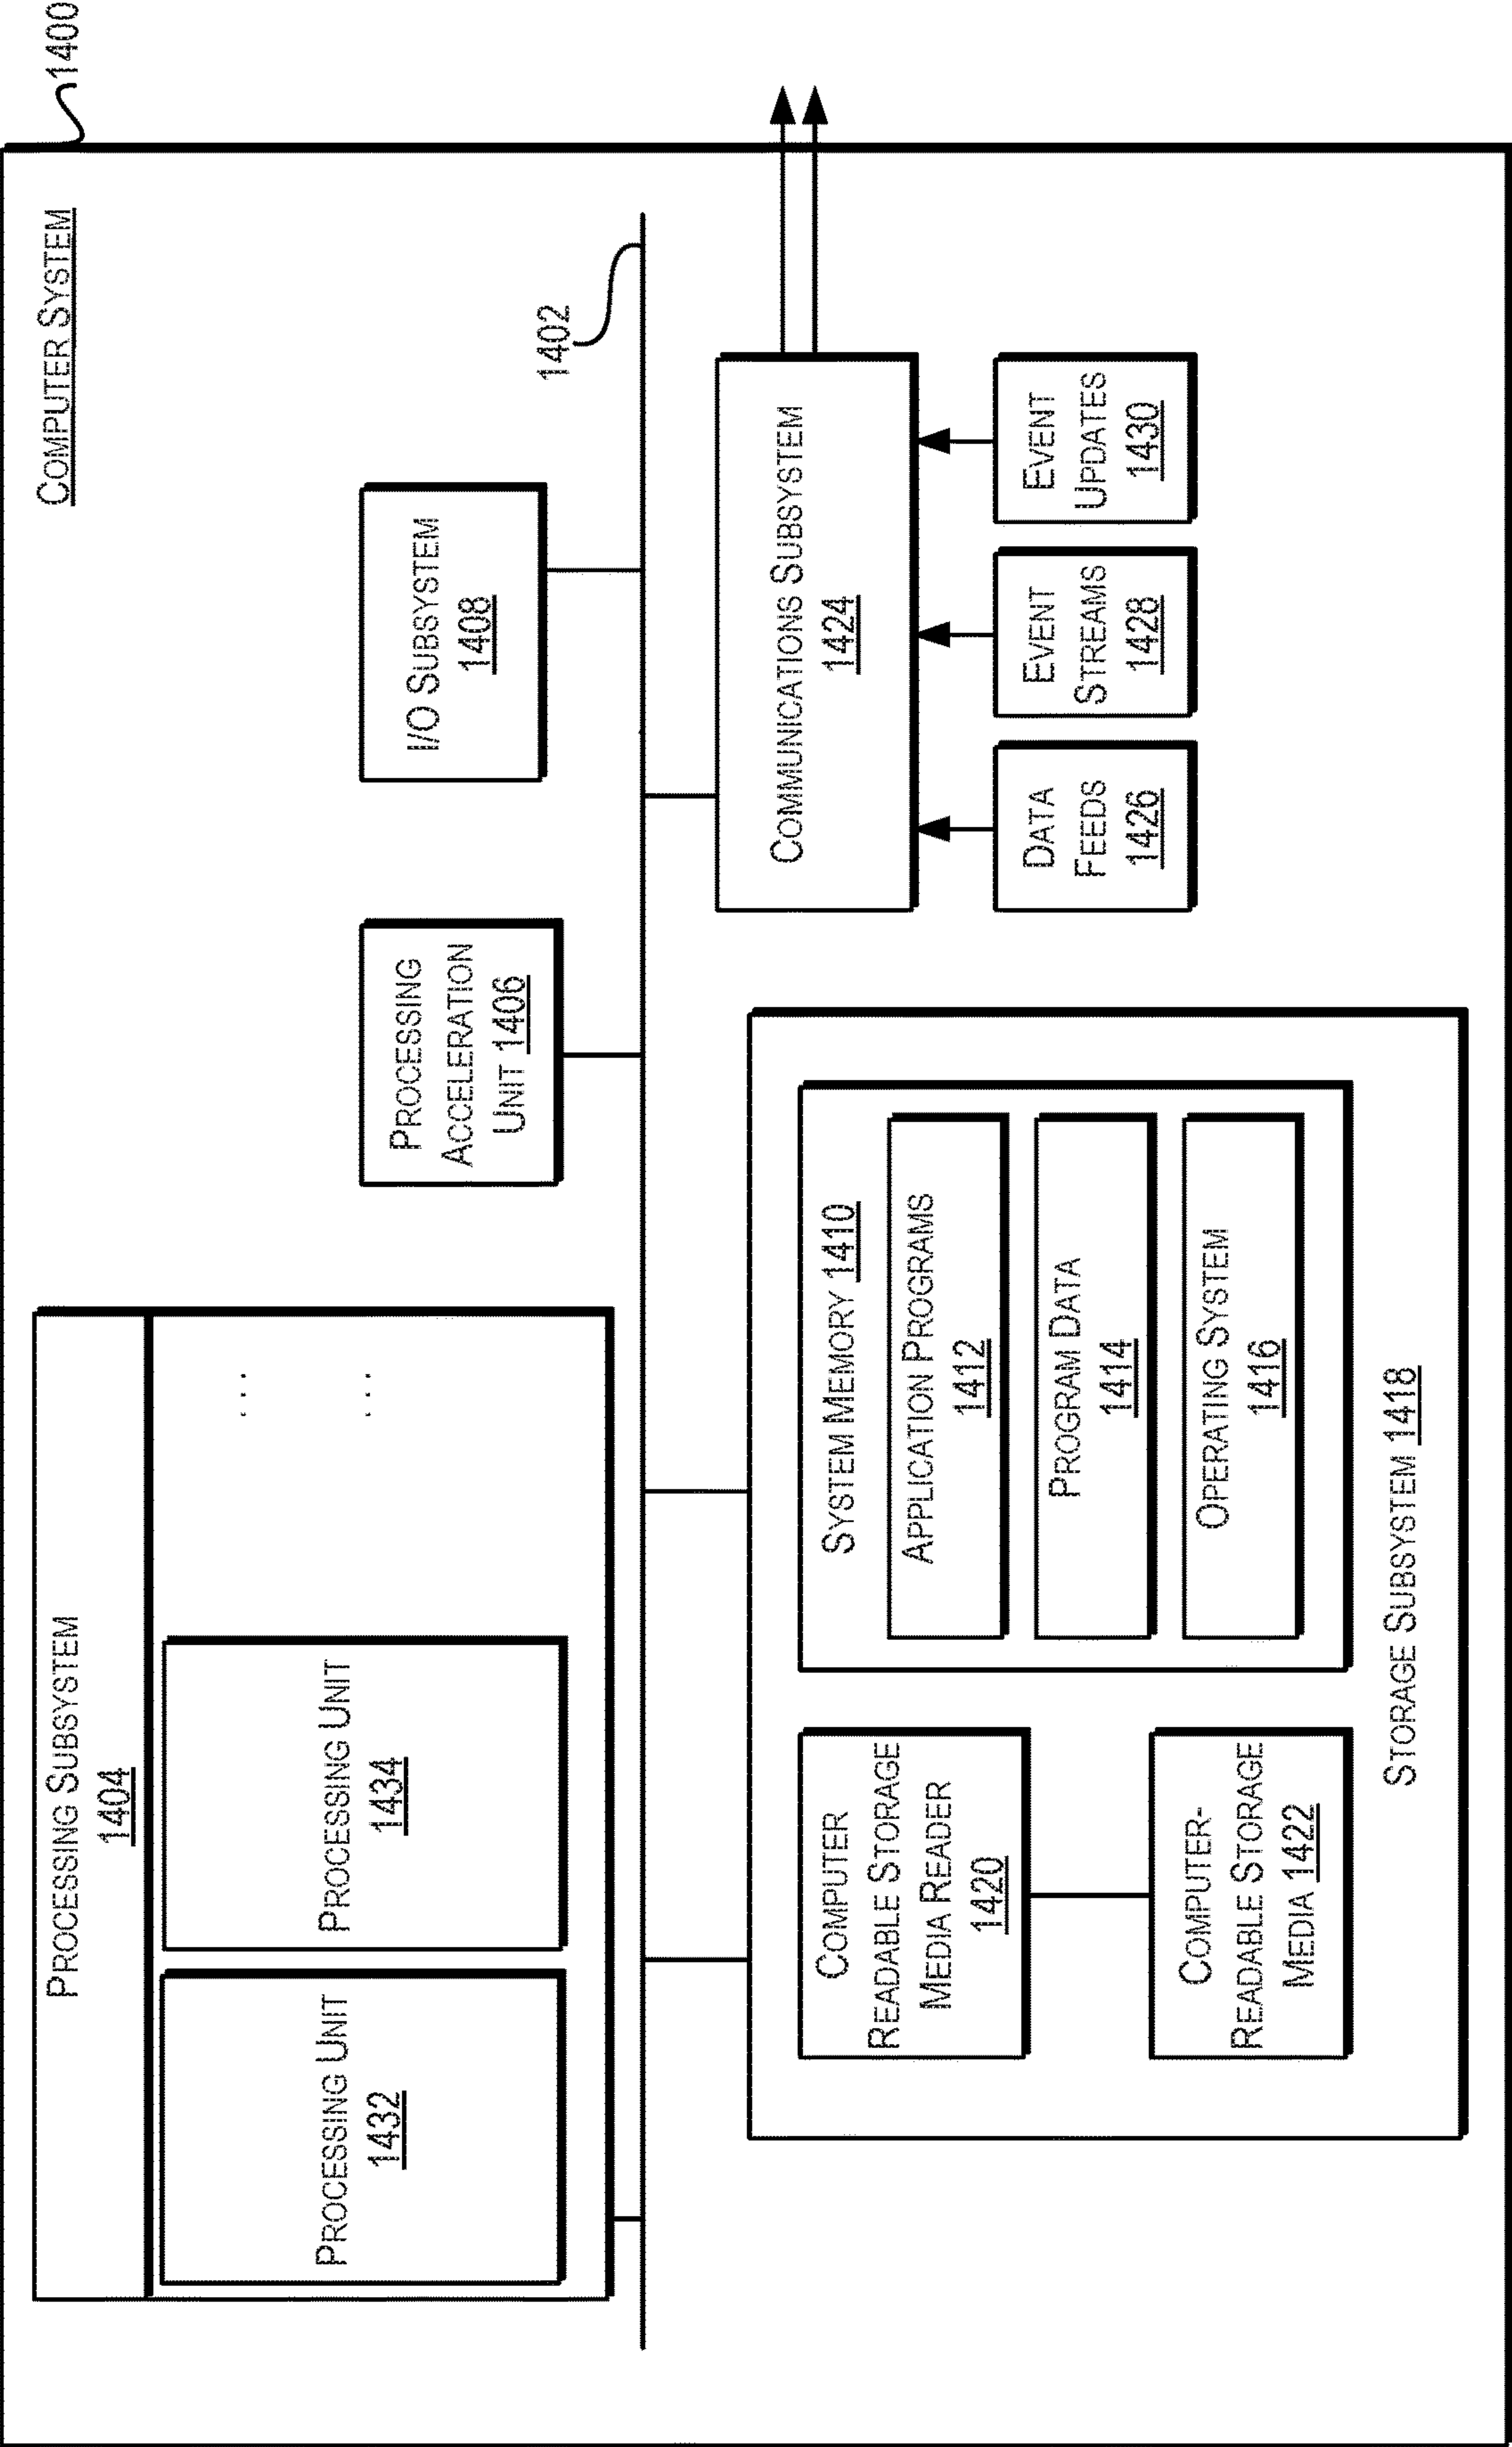 1400
COMPUTER SYSTEM
PROCESSING SUBSYSTEM
1404
PROCESSING UNIT
1432
PROCESSING UNIT
1434
. . .
. . .
PROCESSING
ACCELERATION
UNIT 1406
I/O SUBSYSTEM
1408
1402
COMPUTER
READABLE STORAGE
MEDIA READER
1420
COMPUTER-
READABLE STORAGE
MEDIA 1422
SYSTEM MEMORY 1410
APPLICATION PROGRAMS
1412
PROGRAM DATA
1414
OPERATING SYSTEM
1416
STORAGE SUBSYSTEM 1418
COMMUNICATIONS SUBSYSTEM
1424
DATA
FEEDS
1426
EVENT
STREAMS
1428
EVENT
UPDATES
1430